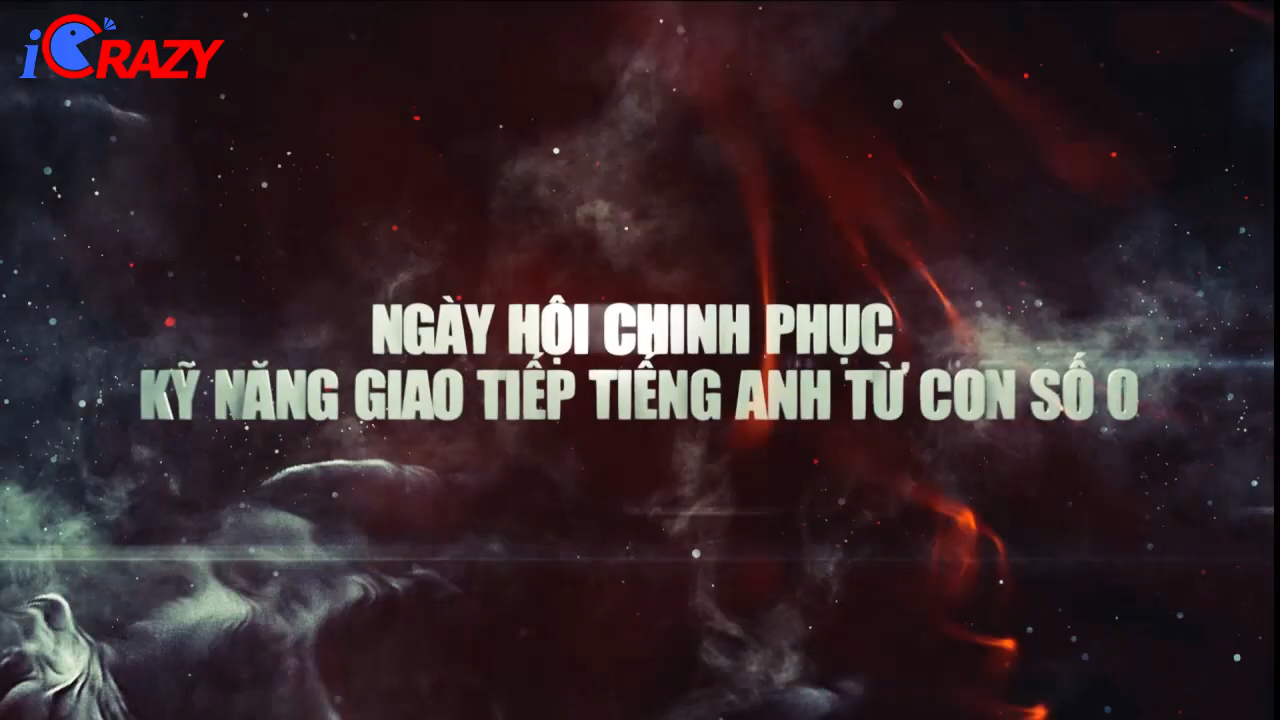 iCRAZY
NGÀY HỘI CHINH PHỤC
KỸ NĂNG GIAO TIẾP TIẾNG ANH TỪ CON SỐ 0